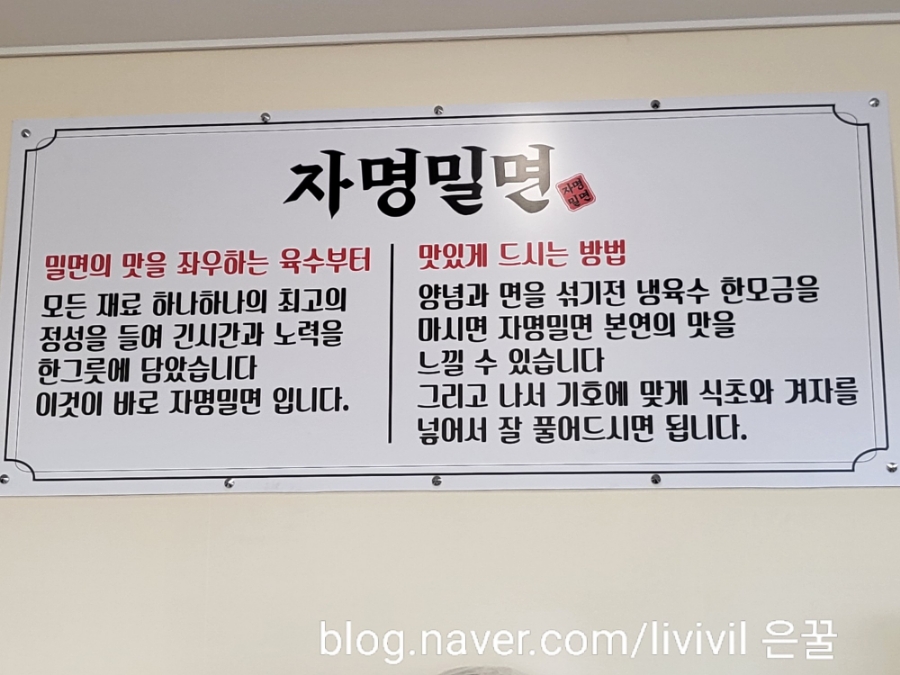 자명밀면
자명
밀면
밀면의 맛을 좌우하는 육수부터
모든 재료 하나하나의 최고의
정성을 들여 긴시간과 노력을
한그릇에 담았습니다
이것이 바로 자명밀면 입니다.
맛있게 드시는 방법
양념과 면을 섞기전 냉육수 한모금을
마시면 자명밀면 본연의 맛을
느낄 수 있습니다
그리고 나서 기호에 맞게 식초와 겨자를
넣어서 잘 풀어드시면 됩니다.
blog.naver.com/livivil 은꿀